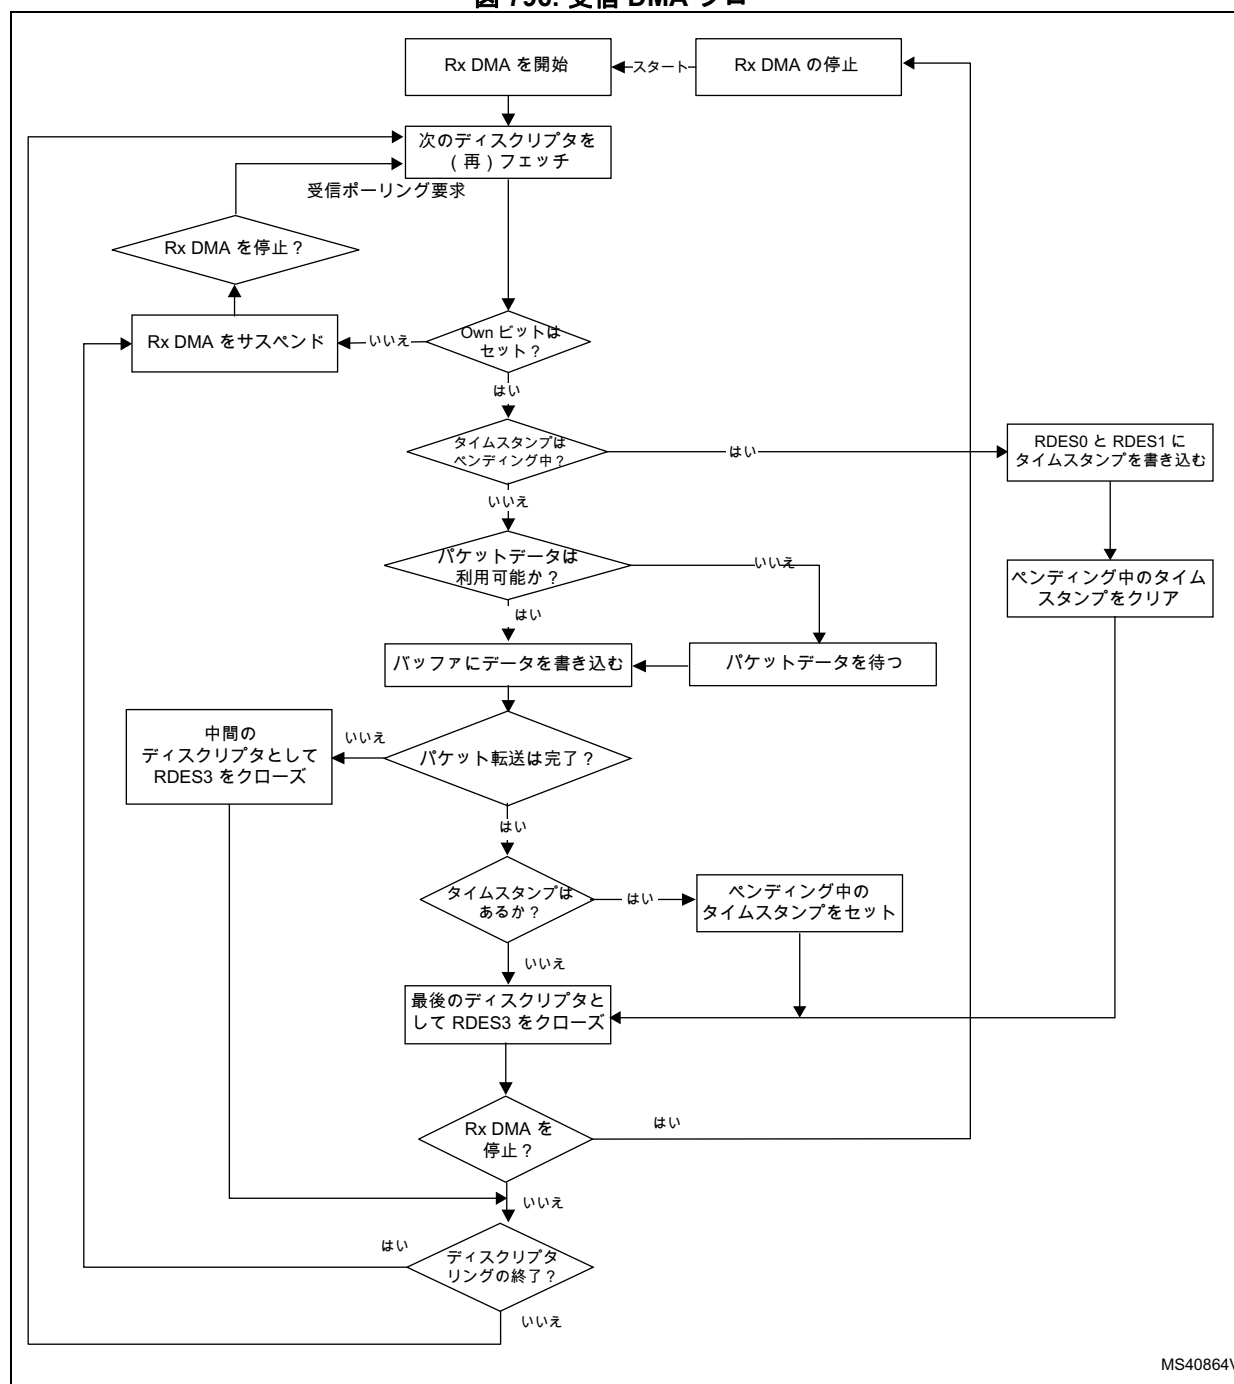 Rx DMA を開始
スタート
Rx DMA の停止
次のディスクリプタを
(再)フェッチ
受信ポーリング要求
Rx DMA を停止?
Rx DMA をサスペンド
いいえ
Own ビットは
セット?
はい
タイムスタンプは
ペンディング中?
はい
RDES0 と RDES1 に
タイムスタンプを書き込む
いいえ
パケットデータは
利用可能か?
いいえ
ペンディング中のタイム
スタンプをクリア
はい
バッファにデータを書き込む
パケットデータを待つ
中間の
ディスクリプタとして
RDES3 をクローズ
いいえ
パケット転送は完了?
はい
タイムスタンプは
あるか?
はい
ペンディング中の
タイムスタンプをセット
いいえ
最後のディスクリプタと
して RDES3 をクローズ
Rx DMA を
停止?
はい
いいえ
はい
ディスクリプタ
リングの終了?
いいえ
MS40864V